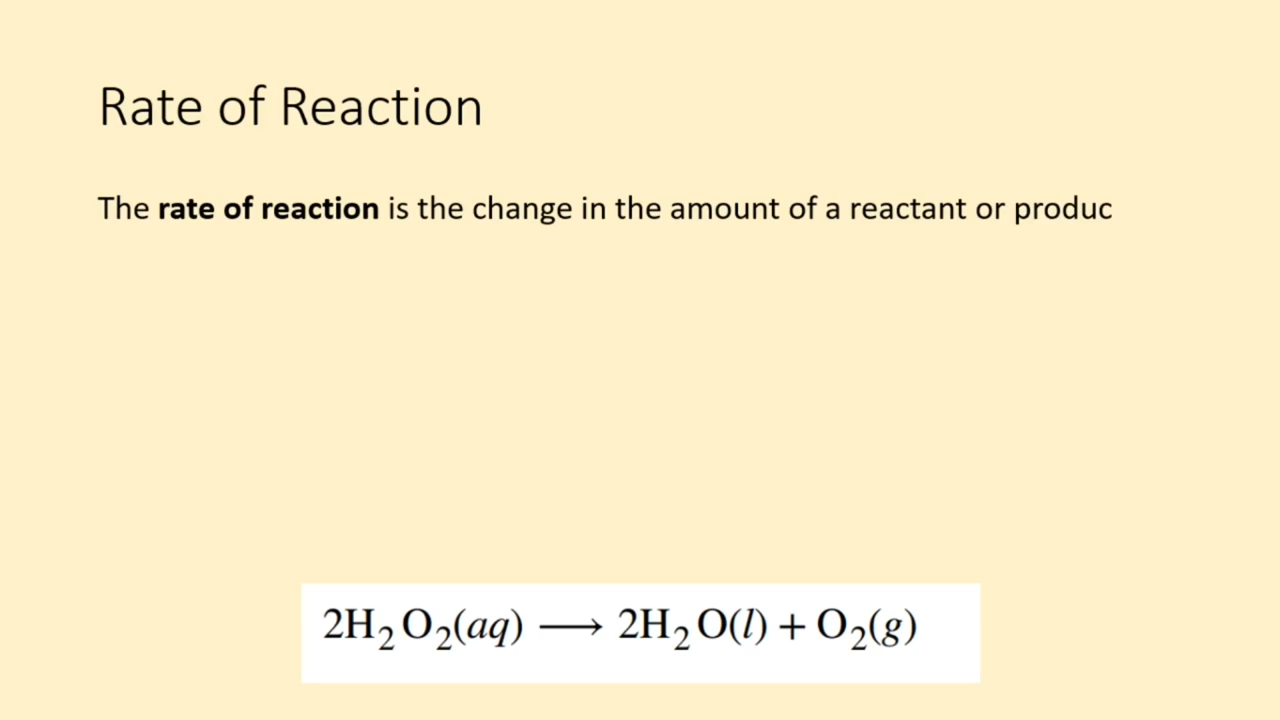 Rate of Reaction
The rate of reaction is the change in the amount of a reactant or produc
2H₂O₂(aq) ⟶ 2H₂O(l) + O₂(g)